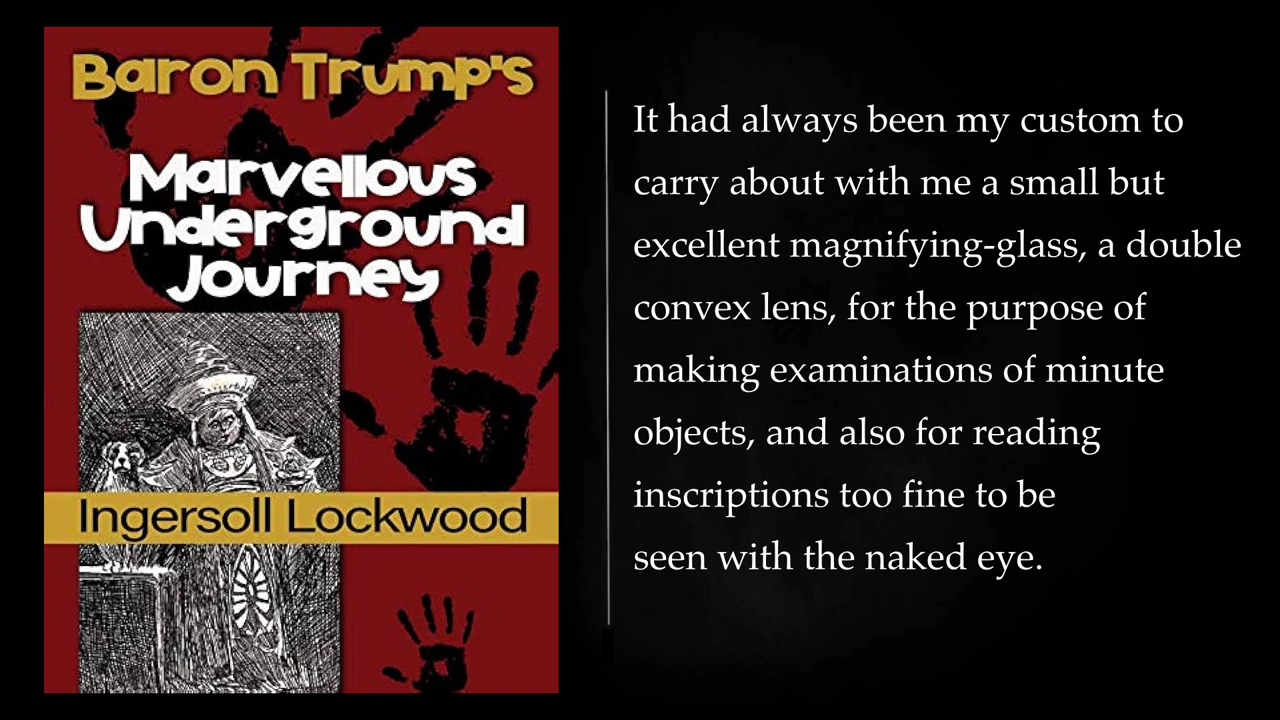 Baron Trump's
Marvellous
Underground
Journey
Ingersoll Lockwood
It had always been my custom to
carry about with me a small but
excellent magnifying-glass, a double
convex lens, for the purpose of
making examinations of minute
objects, and also for reading
inscriptions too fine to be
seen with the naked eye.